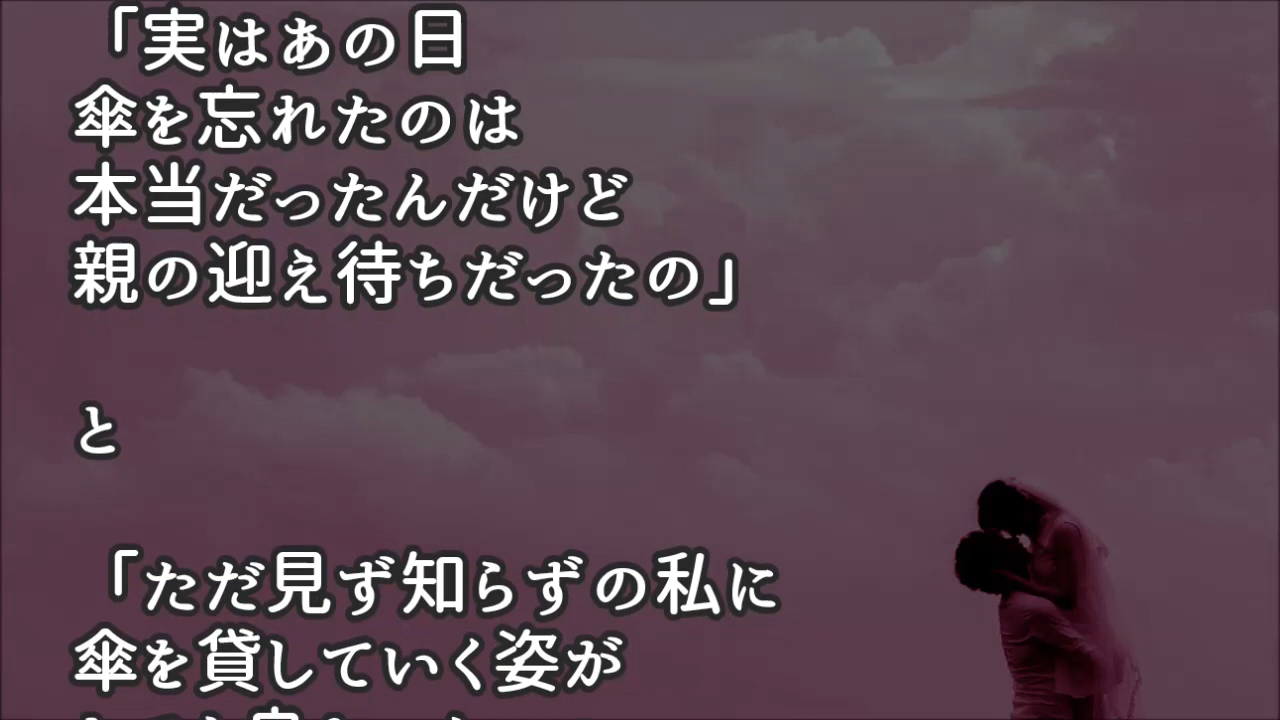 「実はあの日
傘を忘れたのは
本当だったんだけど
親の迎え待ちだったの」
と
「ただ見ず知らずの私に
傘を貸していく姿が